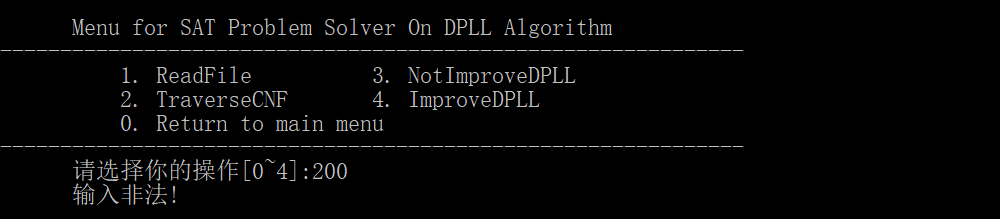 Menu for SAT Problem Solver On DPLL Algorithm
--------------------------------------------------------------
1. ReadFile 3. NotImproveDPLL
2. TraverseCNF 4. ImproveDPLL
0. Return to main menu
--------------------------------------------------------------
请选择你的操作[0~4]:200
输入非法!